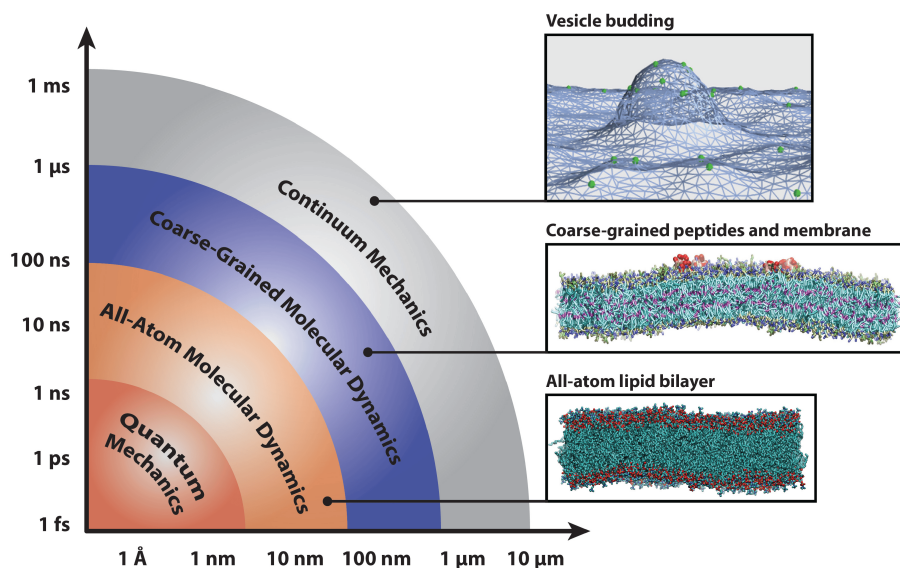 Vesicle budding
1 ms
1 μs
100 ns
10 ns
1 ns
1 ps
1 fs
Continuum Mechanics
Coarse-Grained Molecular Dynamics
All-Atom Molecular Dynamics
Quantum
Mechanics
Coarse-grained peptides and membrane
All-atom lipid bilayer
1 Å
1 nm
10 nm
100 nm
1 μm
10 μm